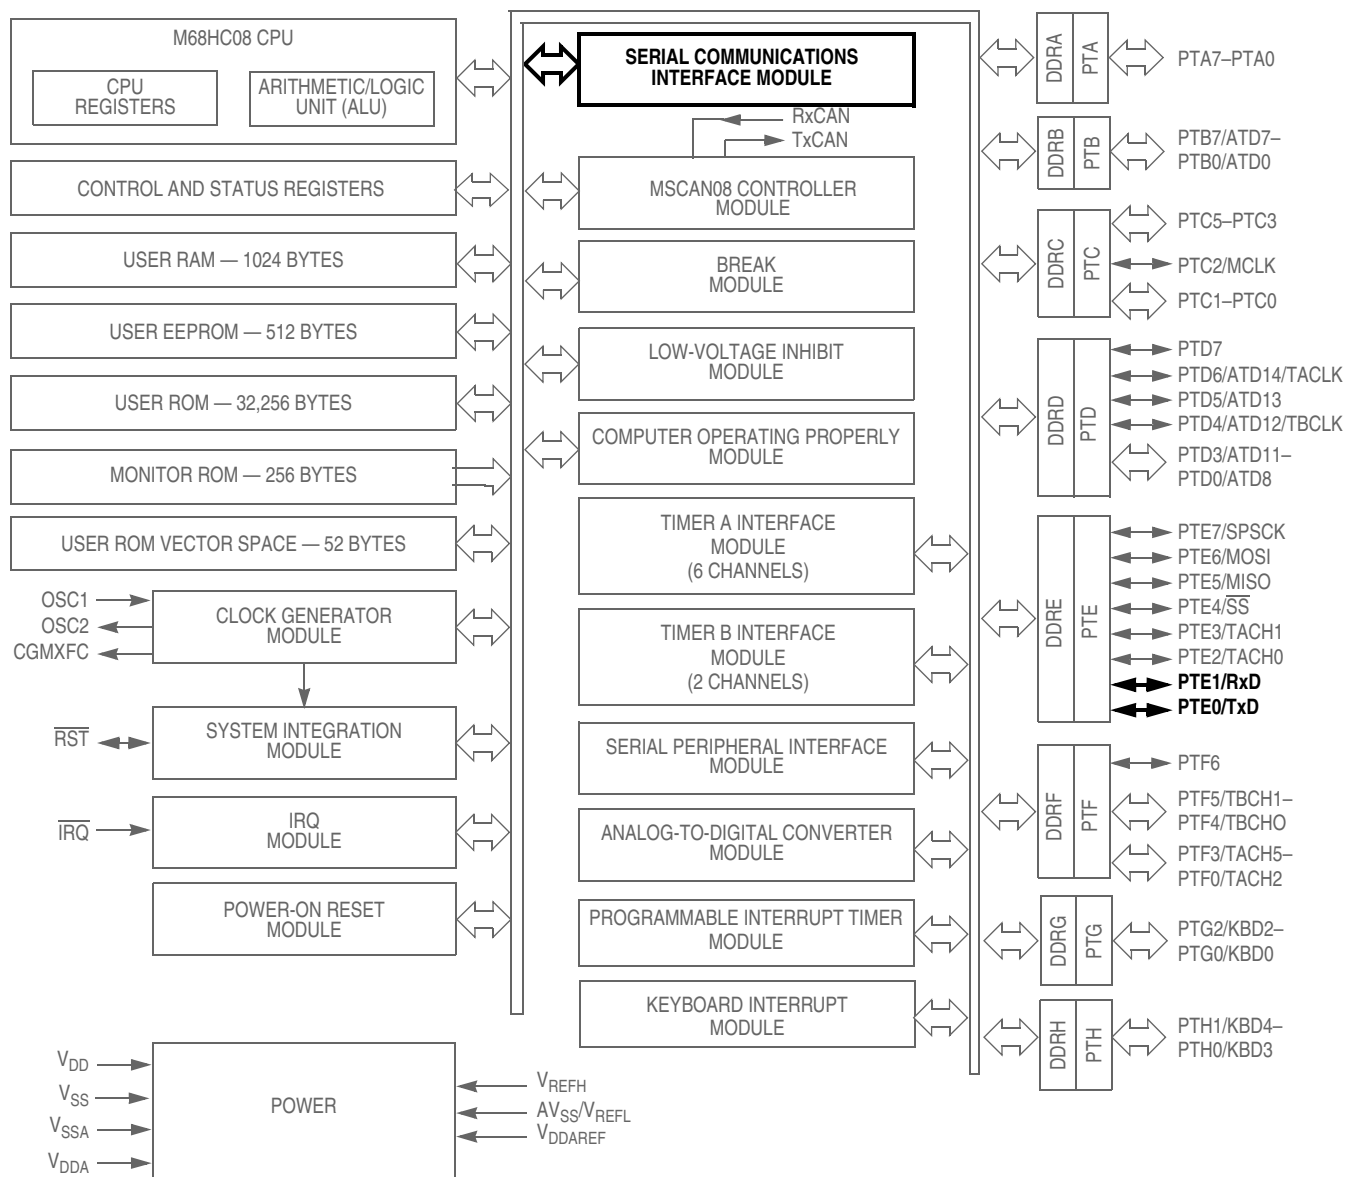 M68HC08 CPU
CPU
REGISTERS
ARITHMETIC/LOGIC
UNIT (ALU)
CONTROL AND STATUS REGISTERS
USER RAM — 1024 BYTES
USER EEPROM — 512 BYTES
USER ROM — 32,256 BYTES
MONITOR ROM — 256 BYTES
USER ROM VECTOR SPACE — 52 BYTES
OSC1
OSC2
CGMXFC
CLOCK GENERATOR
MODULE
RST
SYSTEM INTEGRATION
MODULE
IRQ
IRQ
MODULE
POWER-ON RESET
MODULE
VDD
VSS
VSSA
VDDA
POWER
VREFH
AVSS/VREFL
VDDAREF
SERIAL COMMUNICATIONS
INTERFACE MODULE
RxCAN
TxCAN
MSCAN08 CONTROLLER
MODULE
BREAK
MODULE
LOW-VOLTAGE INHIBIT
MODULE
COMPUTER OPERATING PROPERLY
MODULE
TIMER A INTERFACE
MODULE
(6 CHANNELS)
TIMER B INTERFACE
MODULE
(2 CHANNELS)
SERIAL PERIPHERAL INTERFACE
MODULE
ANALOG-TO-DIGITAL CONVERTER
MODULE
PROGRAMMABLE INTERRUPT TIMER
MODULE
KEYBOARD INTERRUPT
MODULE
DDRA
PTA
PTA7–PTA0
DDRB
PTB
PTB7/ATD7–
PTB0/ATD0
DDRC
PTC
PTC5–PTC3
PTC2/MCLK
PTC1–PTC0
DDRD
PTD
PTD7
PTD6/ATD14/TACLK
PTD5/ATD13
PTD4/ATD12/TBCLK
PTD3/ATD11–
PTD0/ATD8
DDRE
PTE
PTE7/SPSCK
PTE6/MOSI
PTE5/MISO
PTE4/SS
PTE3/TACH1
PTE2/TACH0
PTE1/RxD
PTE0/TxD
DDRF
PTF
PTF6
PTF5/TBCH1–
PTF4/TBCHO
PTF3/TACH5–
PTF0/TACH2
DDRG
PTG
PTG2/KBD2–
PTG0/KBD0
DDRH
PTH
PTH1/KBD4–
PTH0/KBD3